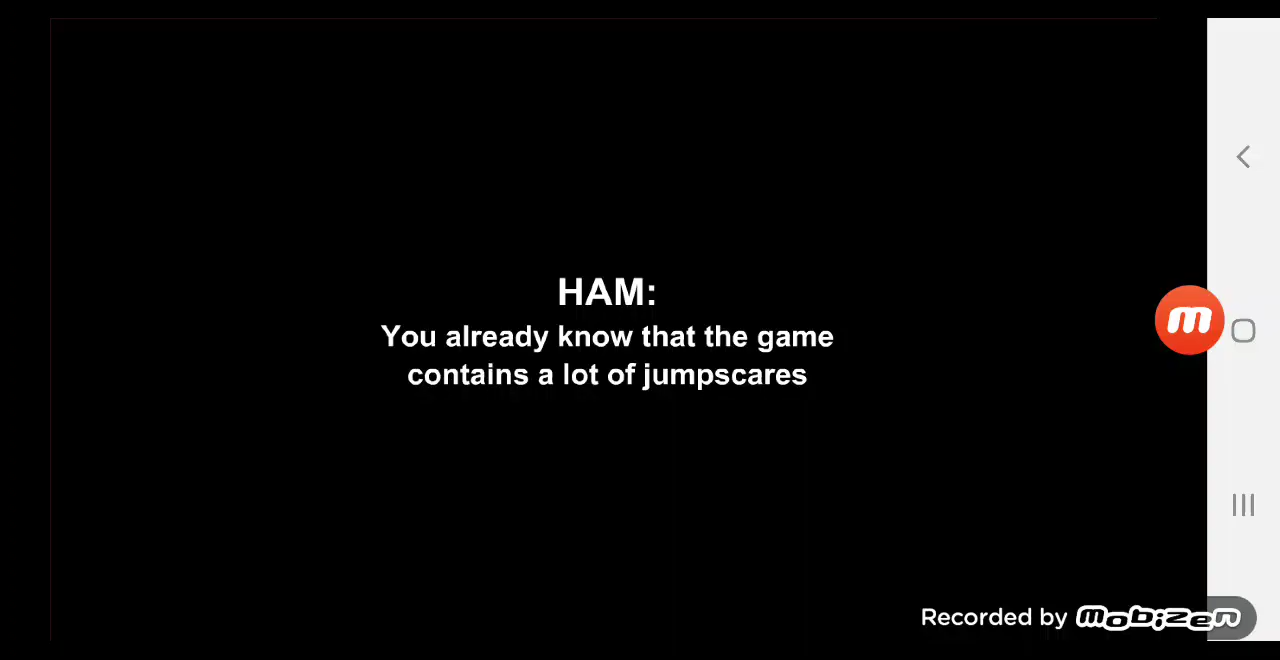 HAM:
You already know that the game
contains a lot of jumpscares
m
Recorded by mobizen